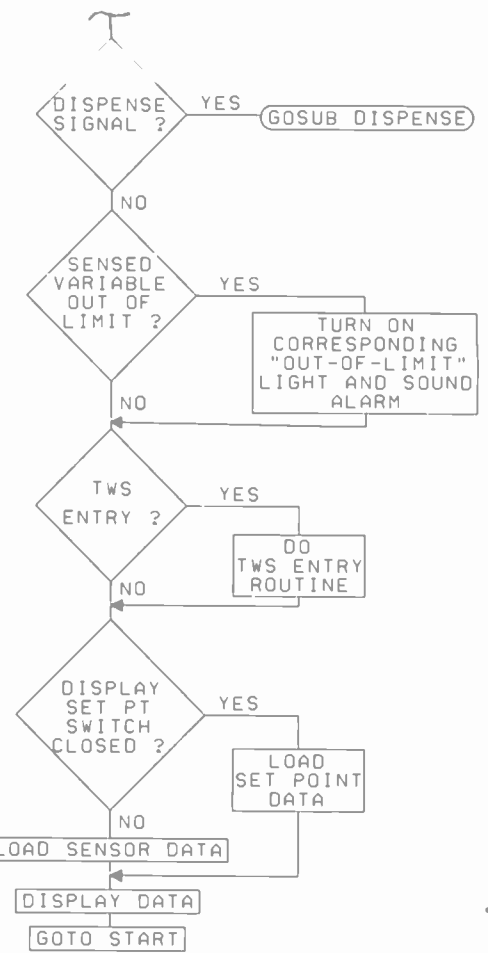 DISPENSE
SIGNAL ?
YES
GOSUB DISPENSE
NO
SENSED
VARIABLE
OUT OF
LIMIT ?
YES
TURN ON
CORRESPONDING
"OUT-OF-LIMIT"
LIGHT AND SOUND
ALARM
NO
TWS
ENTRY ?
YES
DO
TWS ENTRY
ROUTINE
NO
DISPLAY
SET PT
SWITCH
CLOSED ?
YES
LOAD
SET POINT
DATA
NO
LOAD SENSOR DATA
DISPLAY DATA
GOTO START